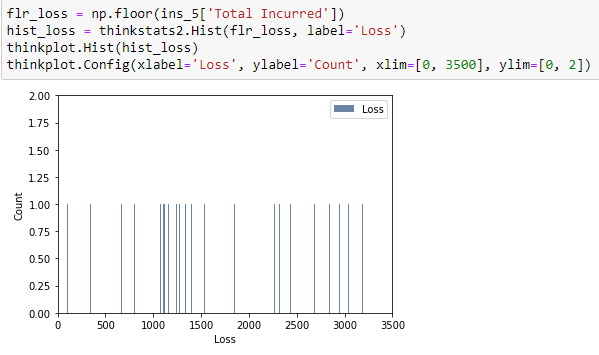 flr_loss = np.floor(ins_5['Total Incurred'])
hist_loss = thinkstats2.Hist(flr_loss, label='Loss')
thinkplot.Hist(hist_loss)
thinkplot.Config(xlabel='Loss', ylabel='Count', xlim=[0, 3500], ylim=[0, 2])
Loss
2.00
1.75
1.50
1.25
1.00
0.75
0.50
0.25
0.00
Count
0 500 1000 1500 2000 2500 3000 3500
Loss